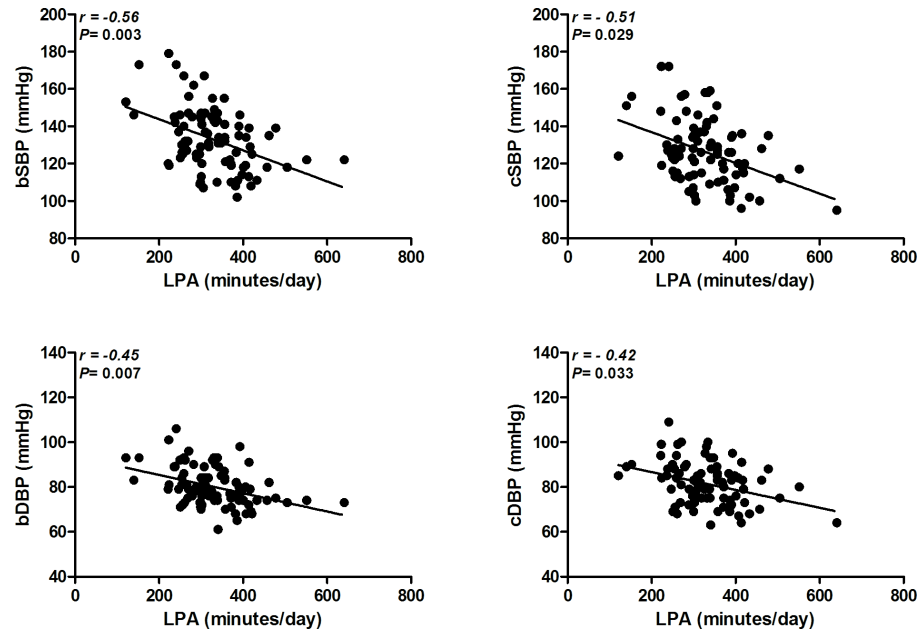 r = -0.56
P= 0.003
200
180
160
140
120
100
80
bSBP (mmHg)
0
200
400
600
800
LPA (minutes/day)
r = - 0.51
P= 0.029
200
180
160
140
120
100
80
cSBP (mmHg)
0
200
400
600
800
LPA (minutes/day)
r = -0.45
P= 0.007
140
120
100
80
60
40
bDBP (mmHg)
0
200
400
600
800
LPA (minutes/day)
r = - 0.42
P= 0.033
140
120
100
80
60
40
cDBP (mmHg)
0
200
400
600
800
LPA (minutes/day)